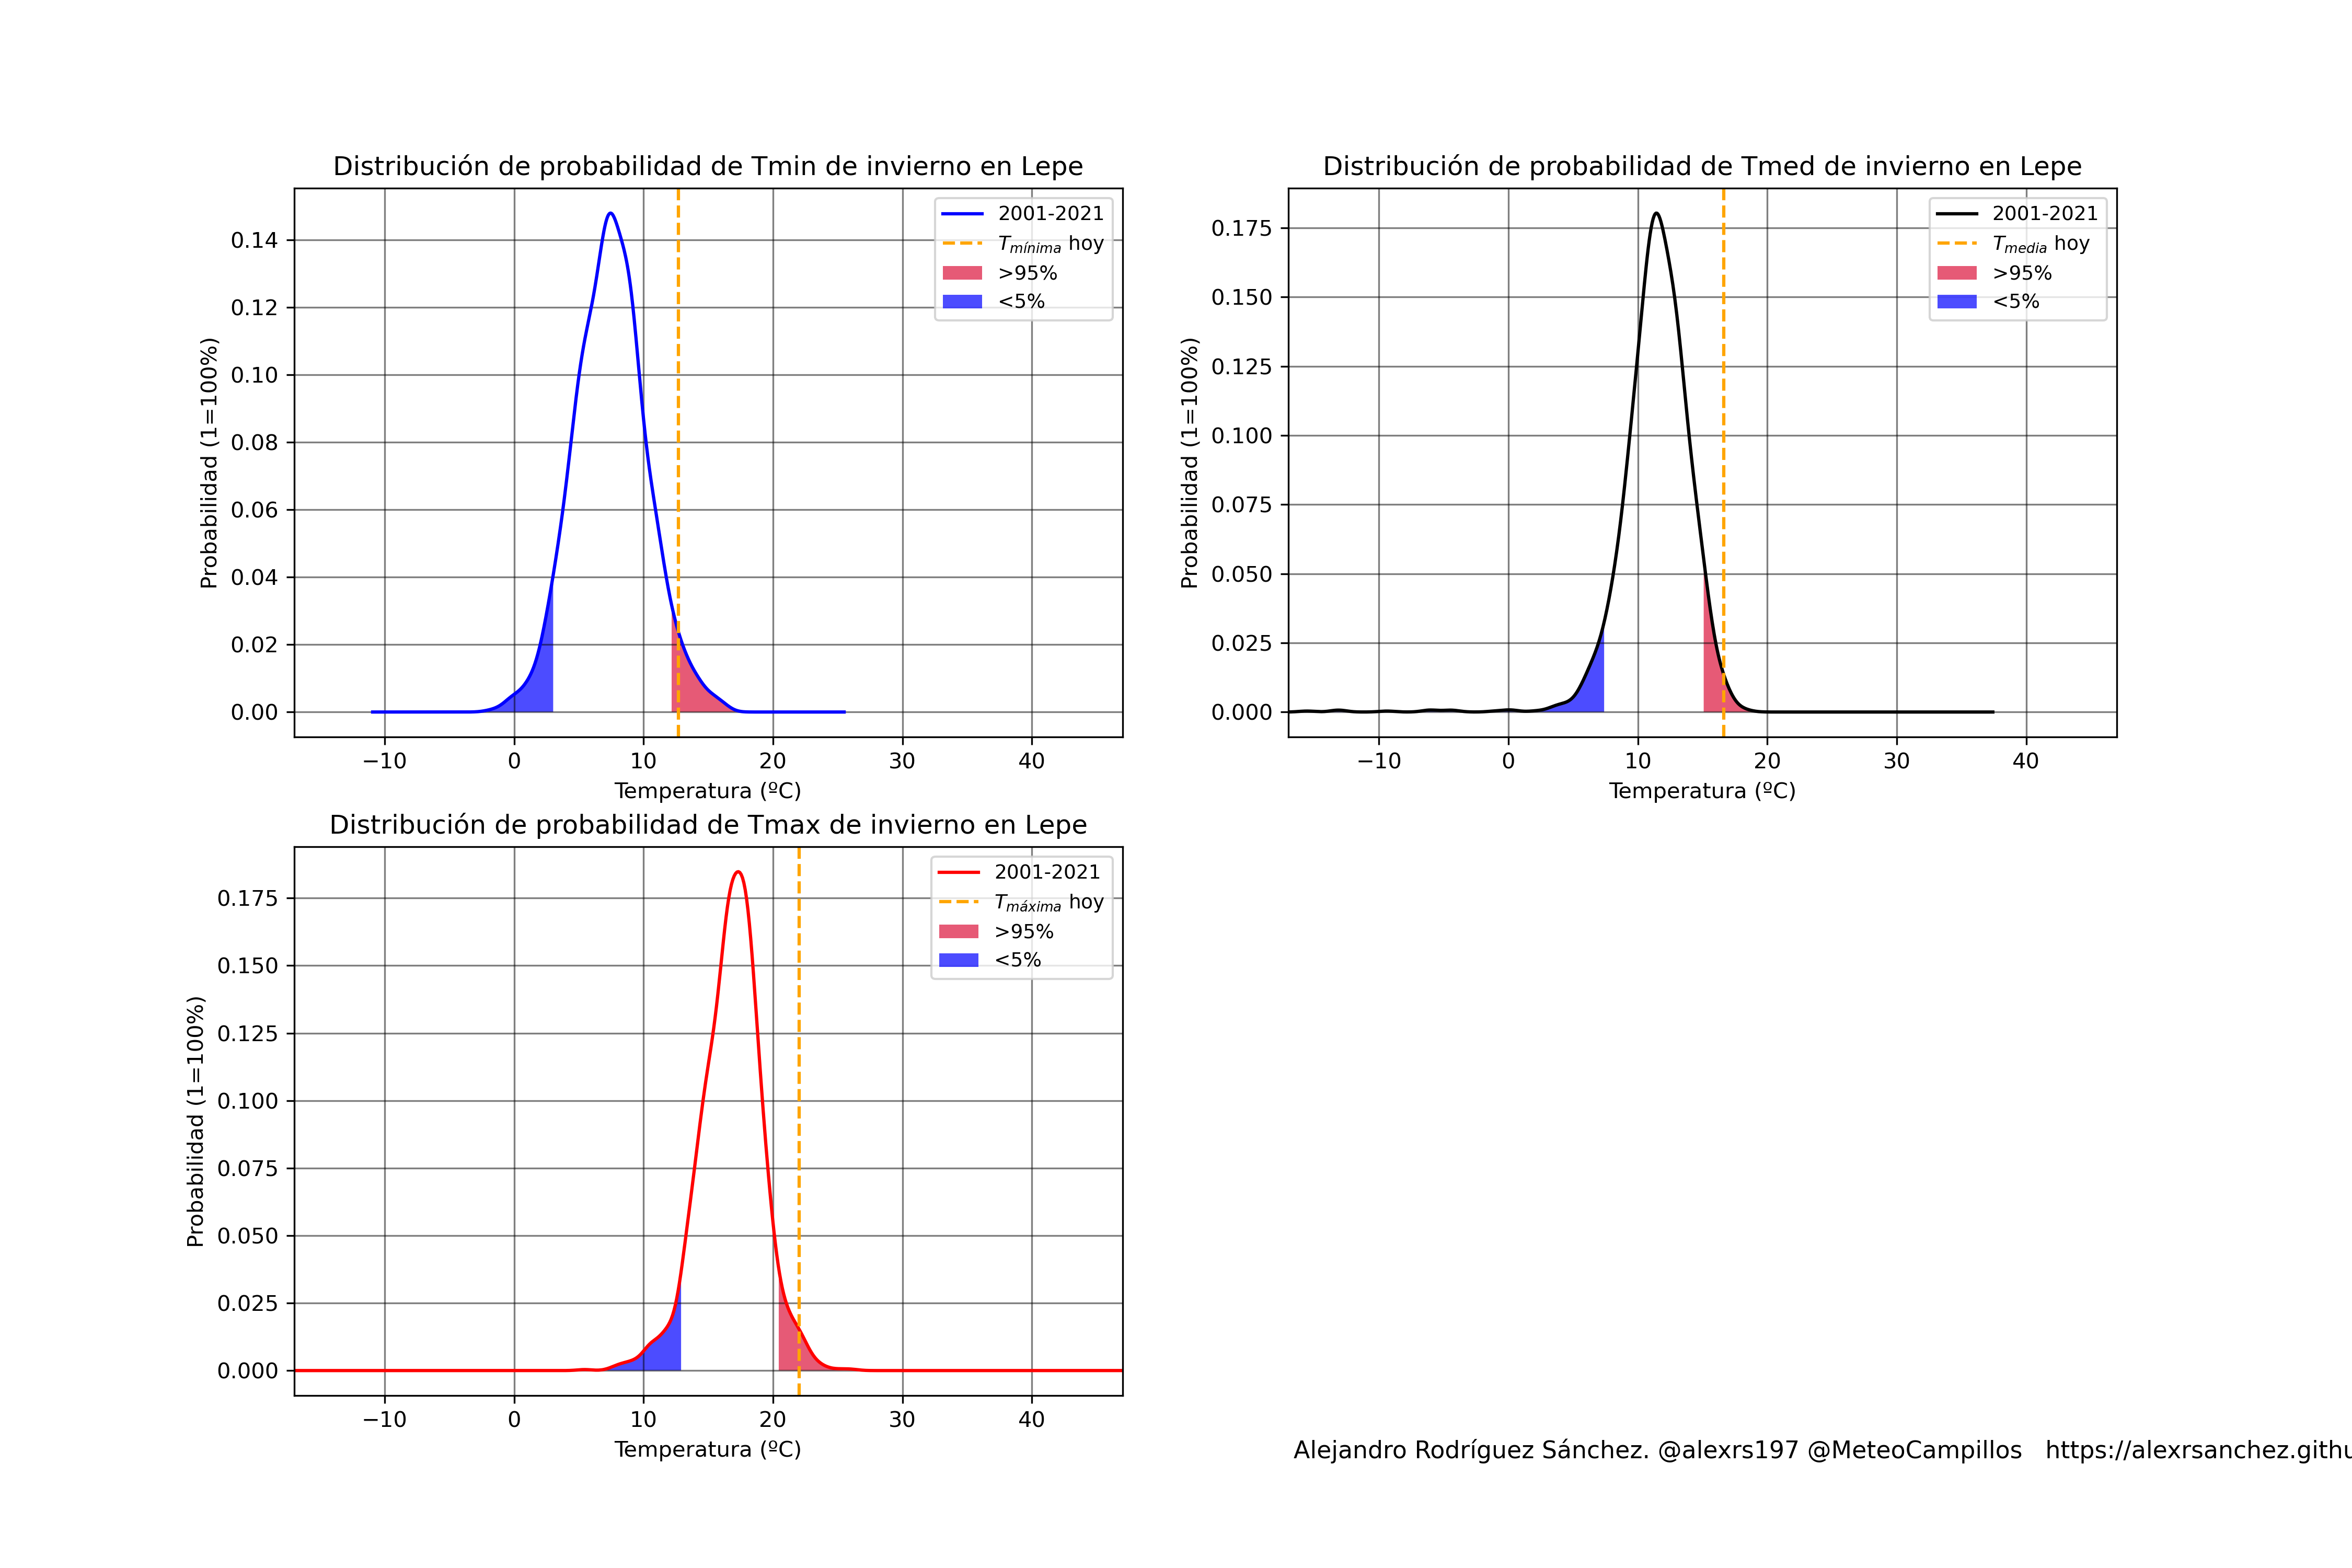 Distribución de probabilidad de Tmin de invierno en Lepe
Probabilidad (1=100%)
0.14
0.12
0.10
0.08
0.06
0.04
0.02
0.00
−10 0 10 20 30 40
Temperatura (ºC)
2001-2021
Tmínima hoy
>95%
<5%
Distribución de probabilidad de Tmed de invierno en Lepe
Probabilidad (1=100%)
0.175
0.150
0.125
0.100
0.075
0.050
0.025
0.000
−10 0 10 20 30 40
Temperatura (ºC)
2001-2021
Tmedia hoy
>95%
<5%
Distribución de probabilidad de Tmax de invierno en Lepe
Probabilidad (1=100%)
0.175
0.150
0.125
0.100
0.075
0.050
0.025
0.000
−10 0 10 20 30 40
Temperatura (ºC)
2001-2021
Tmáxima hoy
>95%
<5%
Alejandro Rodríguez Sánchez. @alexrs197 @MeteoCampillos https://alexrsanchez.githu